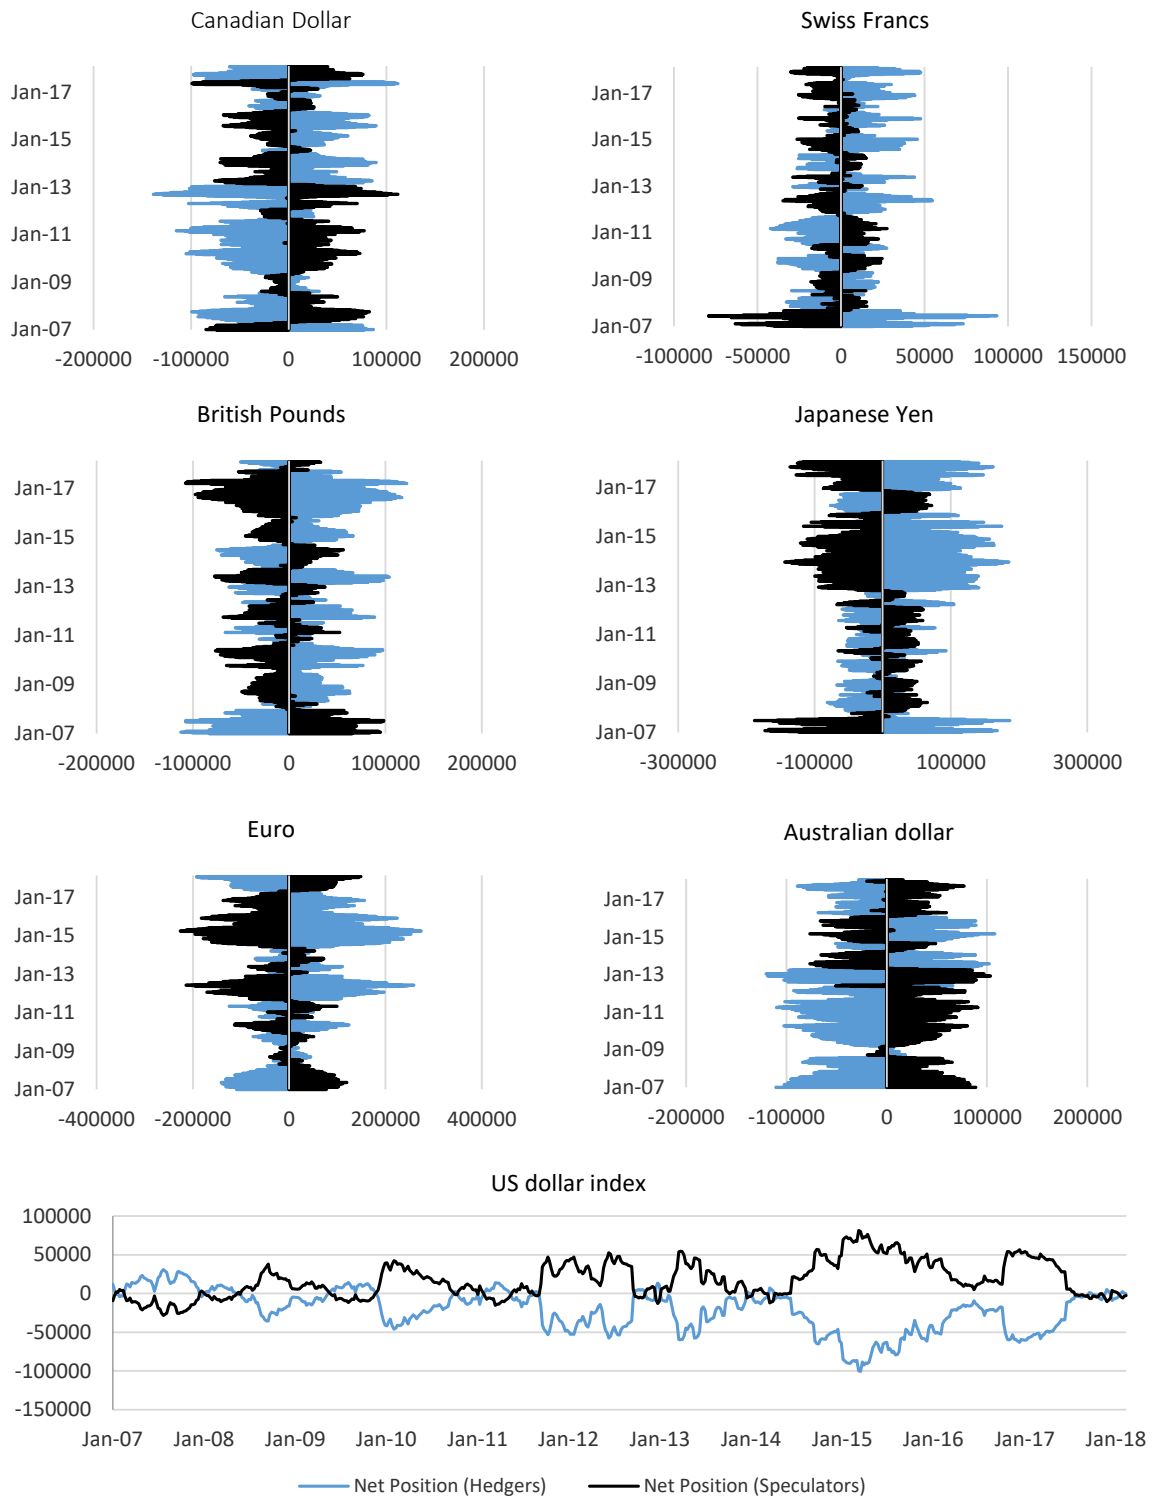 Canadian Dollar
Jan-17
Jan-15
Jan-13
Jan-11
Jan-09
Jan-07
-200000 -100000 0 100000 200000
Swiss Francs
Jan-17
Jan-15
Jan-13
Jan-11
Jan-09
Jan-07
-100000 -50000 0 50000 100000 150000
British Pounds
Jan-17
Jan-15
Jan-13
Jan-11
Jan-09
Jan-07
-200000 -100000 0 100000 200000
Japanese Yen
Jan-17
Jan-15
Jan-13
Jan-11
Jan-09
Jan-07
-300000 -100000 100000 300000
Euro
Jan-17
Jan-15
Jan-13
Jan-11
Jan-09
Jan-07
-400000 -200000 0 200000 400000
Australian dollar
Jan-17
Jan-15
Jan-13
Jan-11
Jan-09
Jan-07
-200000 -100000 0 100000 200000
US dollar index
100000
50000
0
-50000
-100000
-150000
Jan-07 Jan-08 Jan-09 Jan-10 Jan-11 Jan-12 Jan-13 Jan-14 Jan-15 Jan-16 Jan-17 Jan-18
Net Position (Hedgers) Net Position (Speculators)